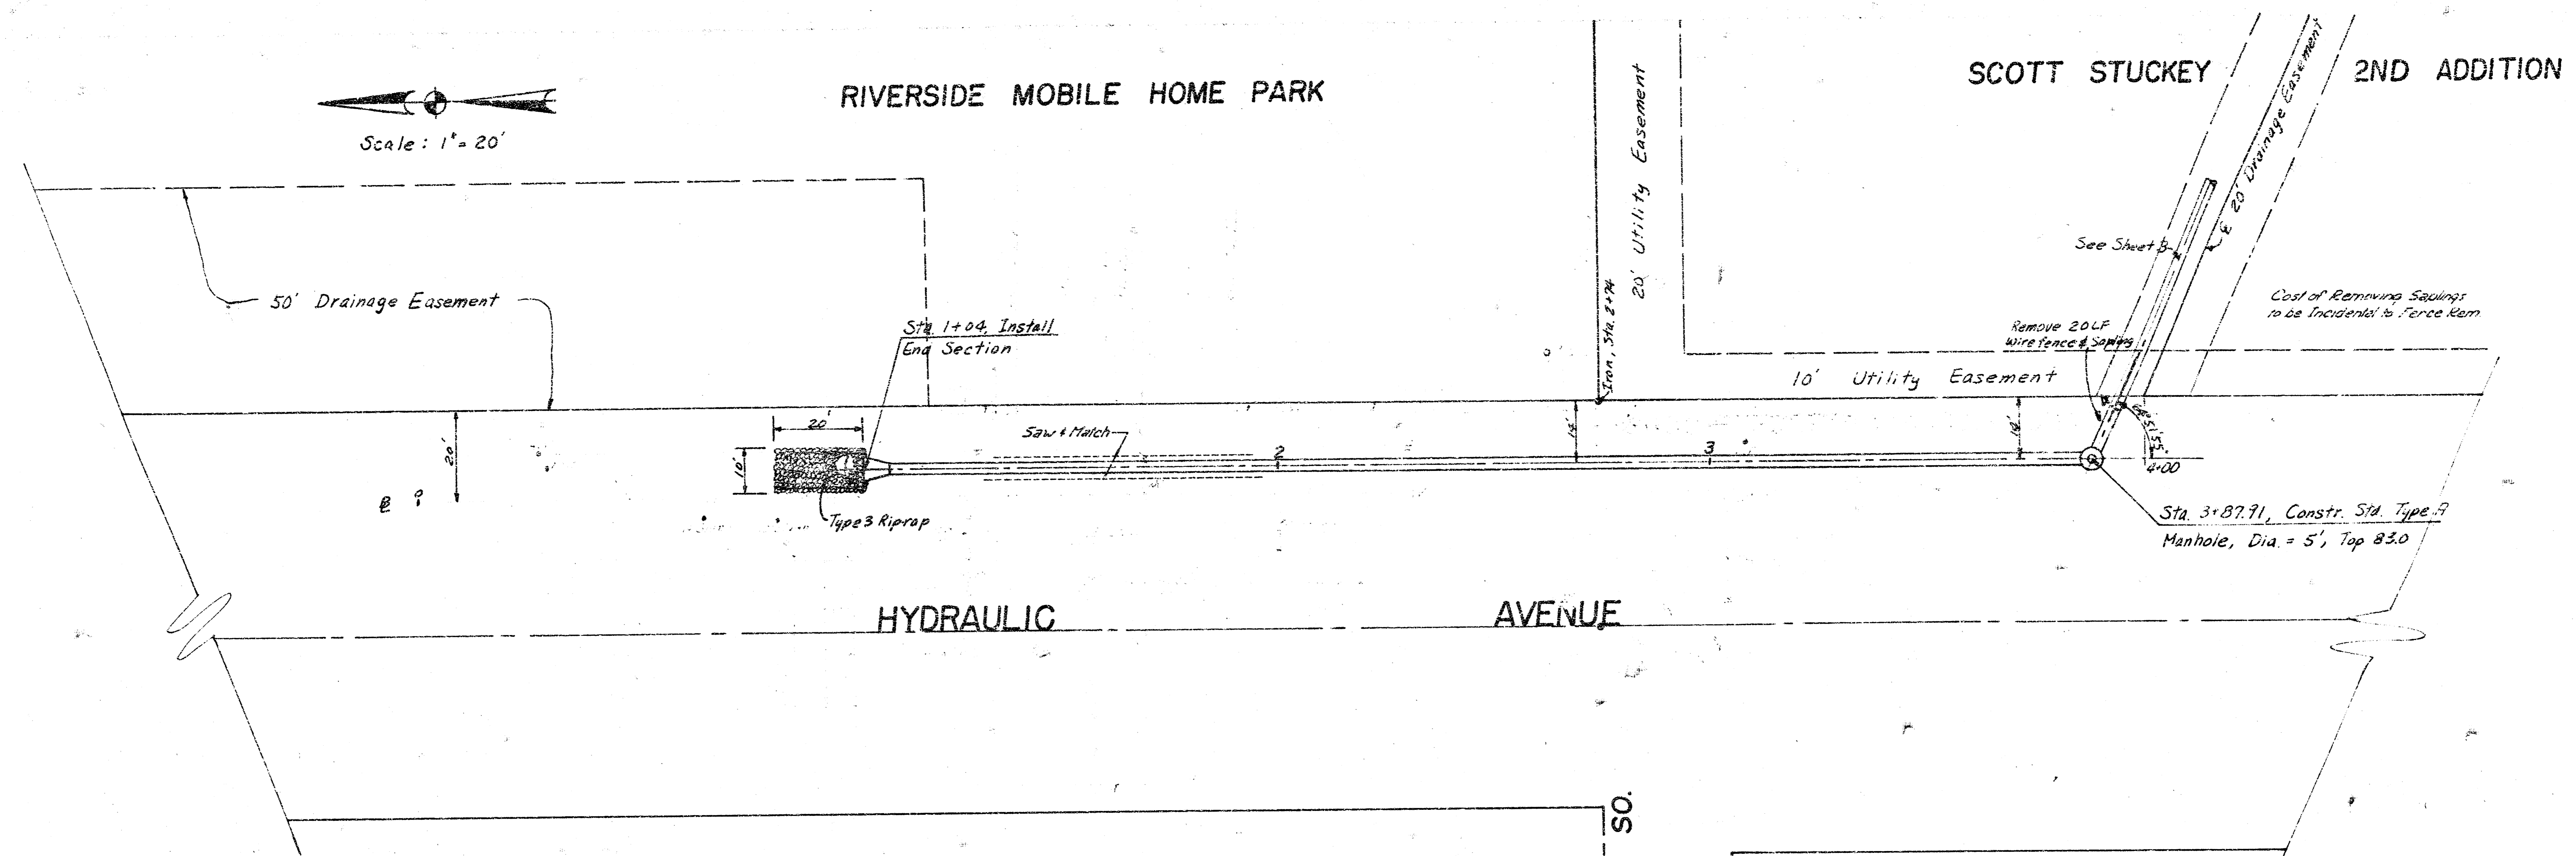 RIVERSIDE MOBILE HOME PARK
SCOTT STUCKEY 2ND ADDITION
Scale: 1" = 20'
20' Utility Easement
℄ 20' Drainage Easement
See Sheet 3
50' Drainage Easement
Iron, Sta. 2+74
Cost of Removing Saplings
to be Incidental to Fence Rem.
Sta. 1+04, Install
End Section
Remove 20 LF
Wire fence & Sapling
10' Utility Easement
20'
20'
10'
Saw & Match
14'
14'
1
2
3
4+00
Type 3 Riprap
Sta. 3+87.91, Constr. Std. Type A
Manhole, Dia. = 5', Top 83.0
HYDRAULIC AVENUE
SO.